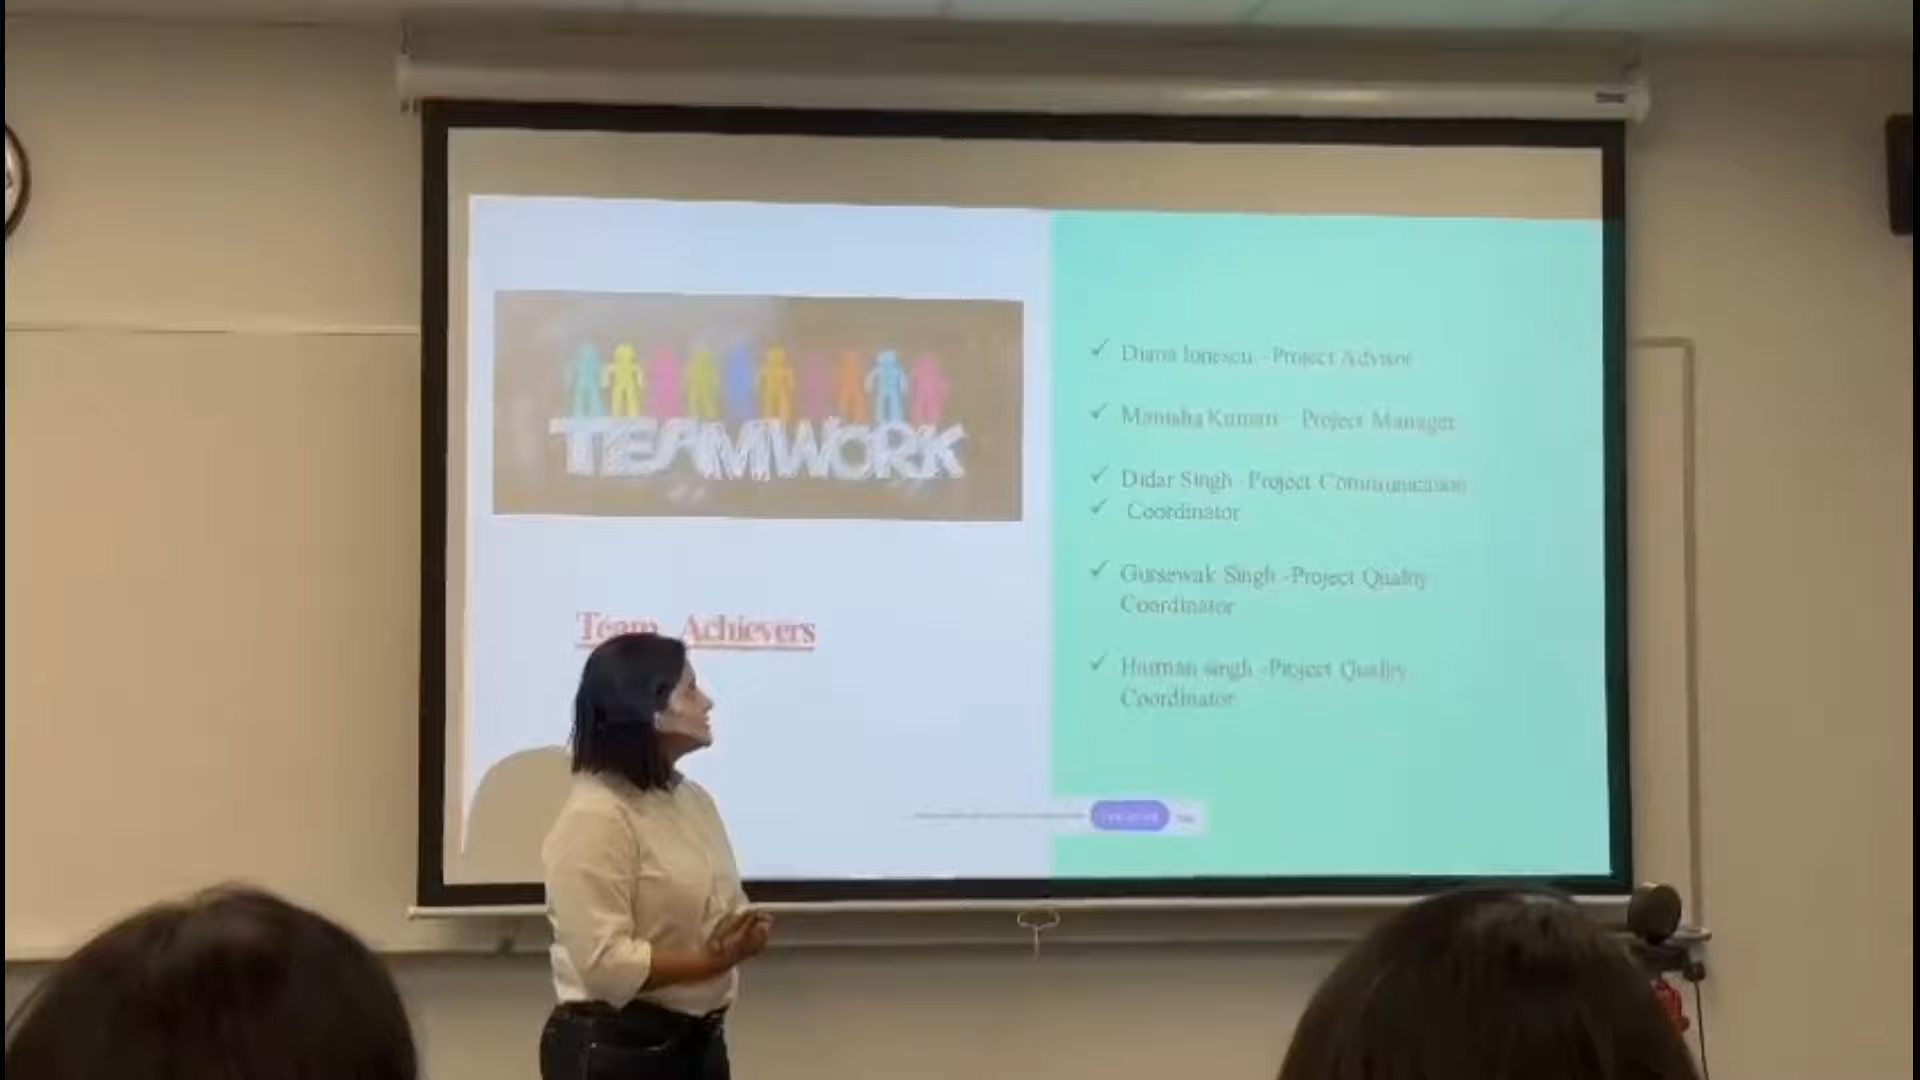 TEAMWORK
Team Achievers
Diana Ionescu -Project Advisor
Manisha Kumari - Project Manager
Didar Singh -Project Communication
Coordinator
Gursewak Singh -Project Quality
Coordinator
singh -Project Quality
Coordinator